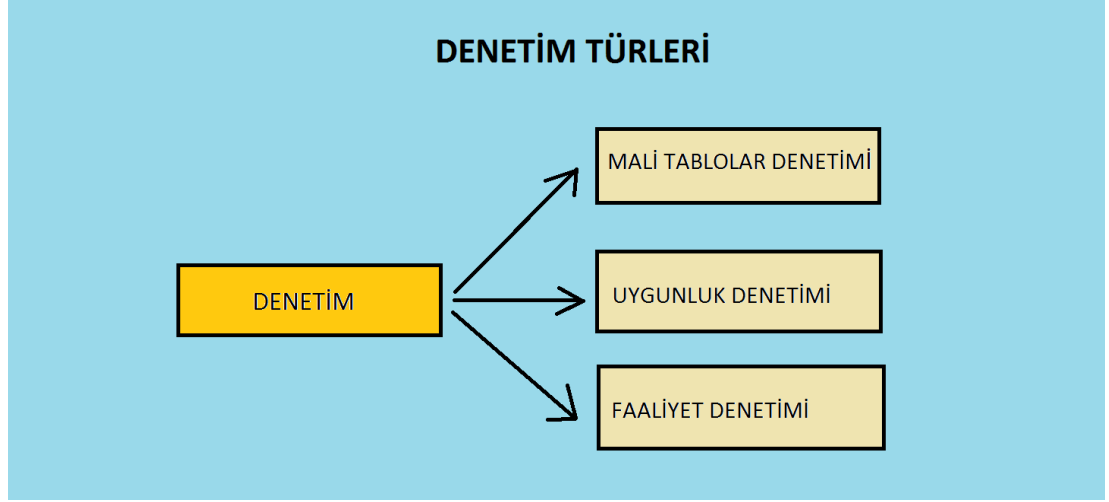 DENETİM TÜRLERİ
MALİ TABLOLAR DENETİMİ
DENETİM
UYGUNLUK DENETİMİ
FAALİYET DENETİMİ